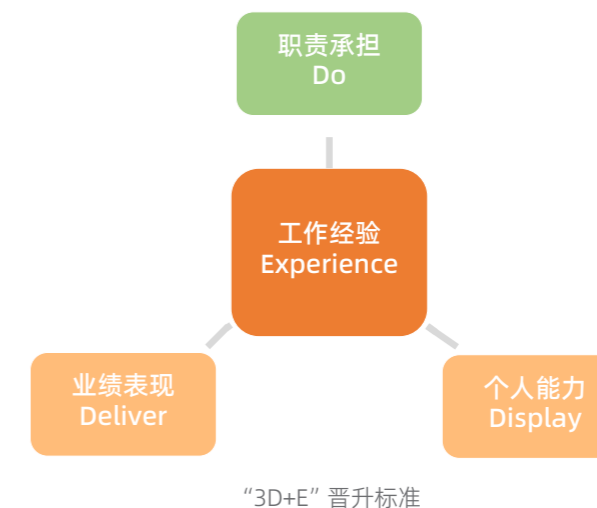 职责承担
Do
工作经验
Experience
业绩表现
Deliver
个人能力
Display
“3D+E”晋升标准